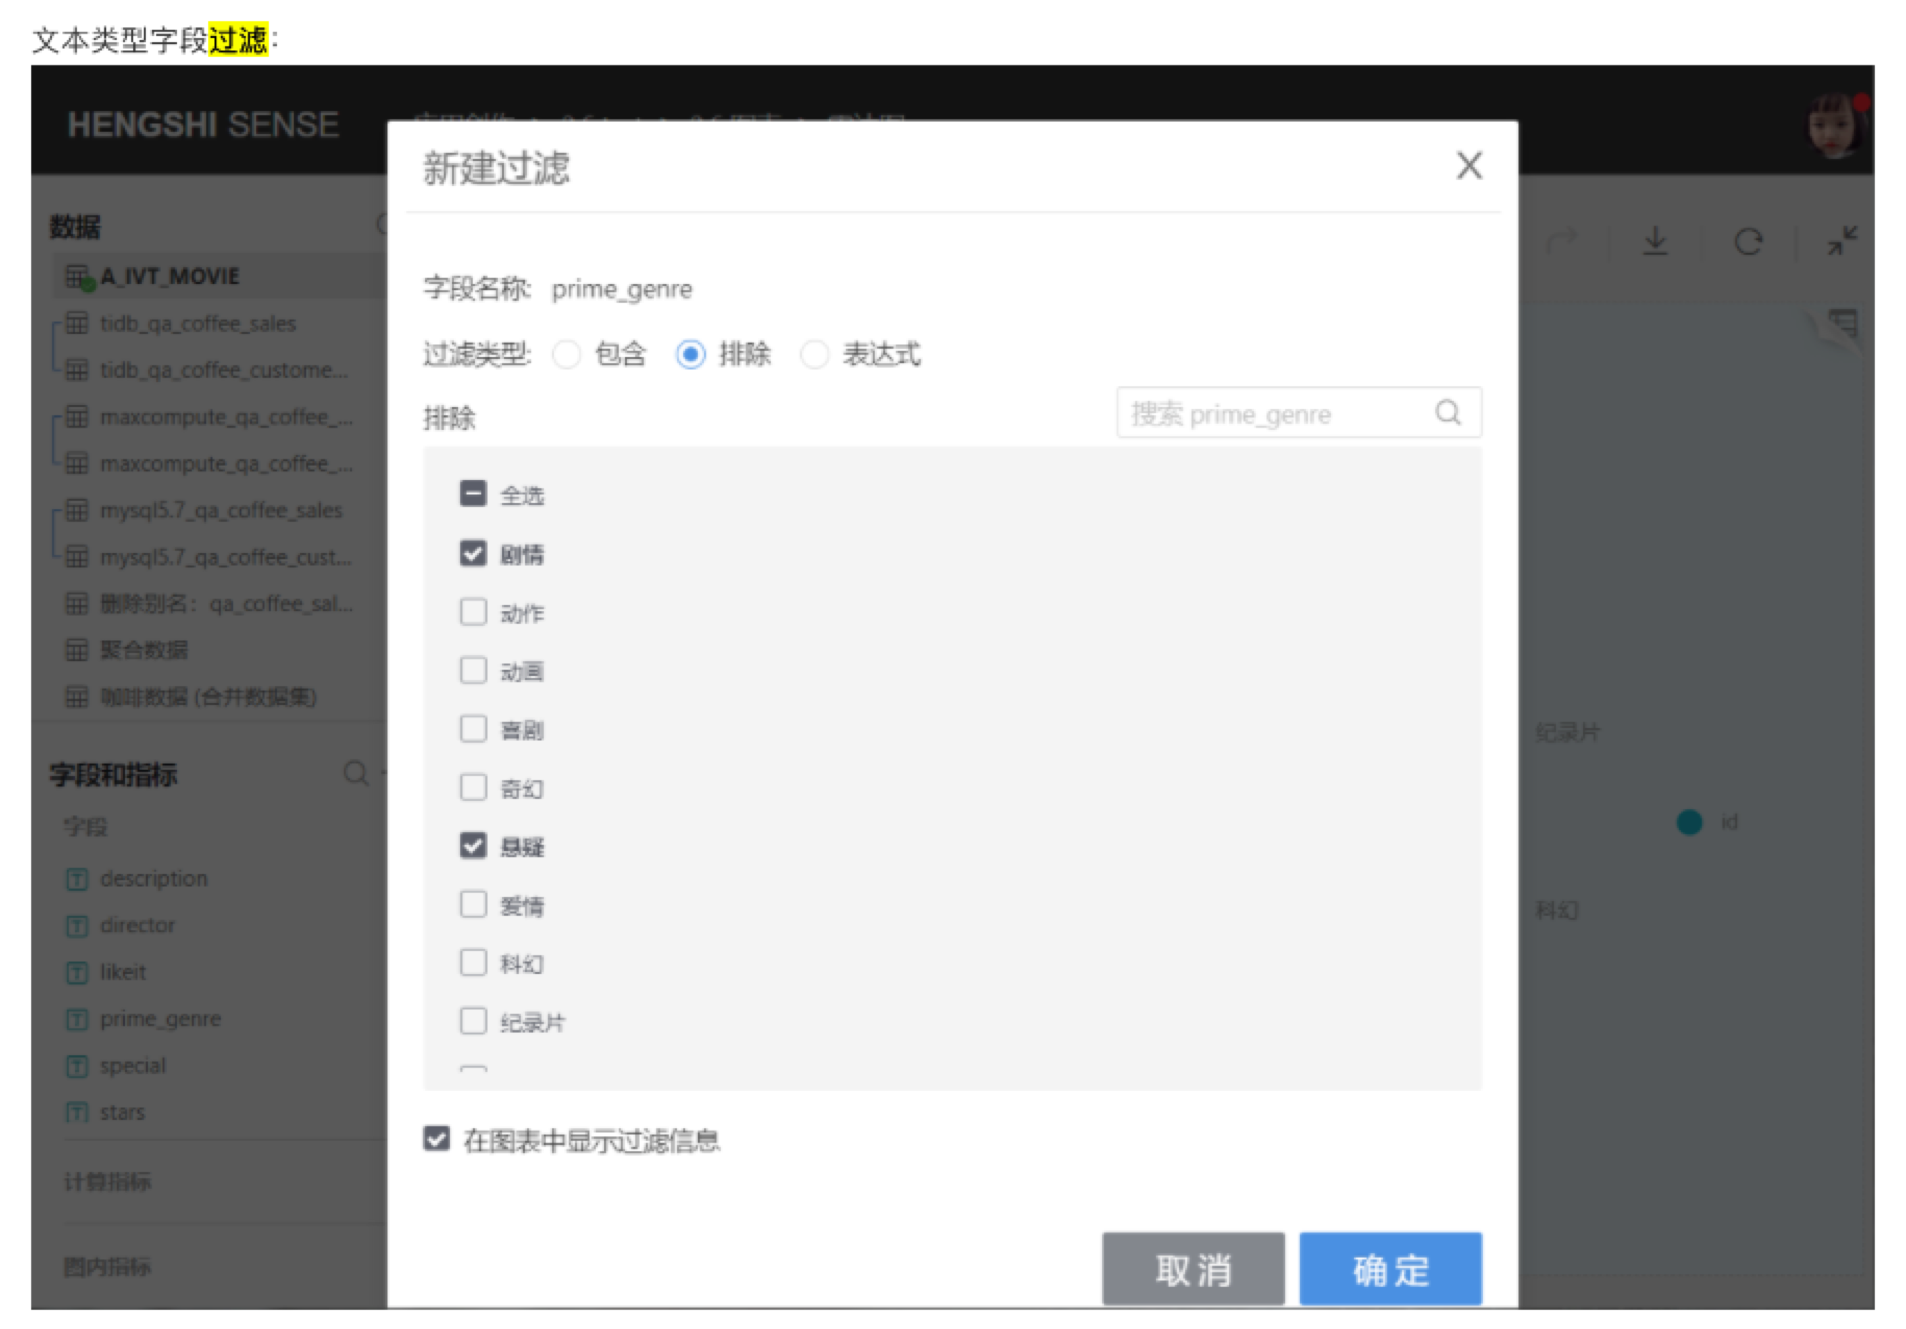 文本类型字段过滤:
HENGSHI SENSE
新建过滤
数据
A_IVT_MOVIE
tidb_qa_coffee_sales
tidb_qa_coffee_custome...
maxcompute_qa_coffee_...
maxcompute_qa_coffee_...
mysql5.7_qa_coffee_sales
mysql5.7_qa_coffee_cust...
删除别名：qa_coffee_sal...
聚合数据
咖啡数据 (合并数据集)
字段和指标
字段
description
director
likeit
prime_genre
special
stars
计算指标
图内指标
字段名称: prime_genre
过滤类型: 包含 排除 表达式
排除
搜索 prime_genre
全选
剧情
动作
动画
喜剧
奇幻
悬疑
爱情
科幻
纪录片
在图表中显示过滤信息
取消
确定
纪录片
id
科幻